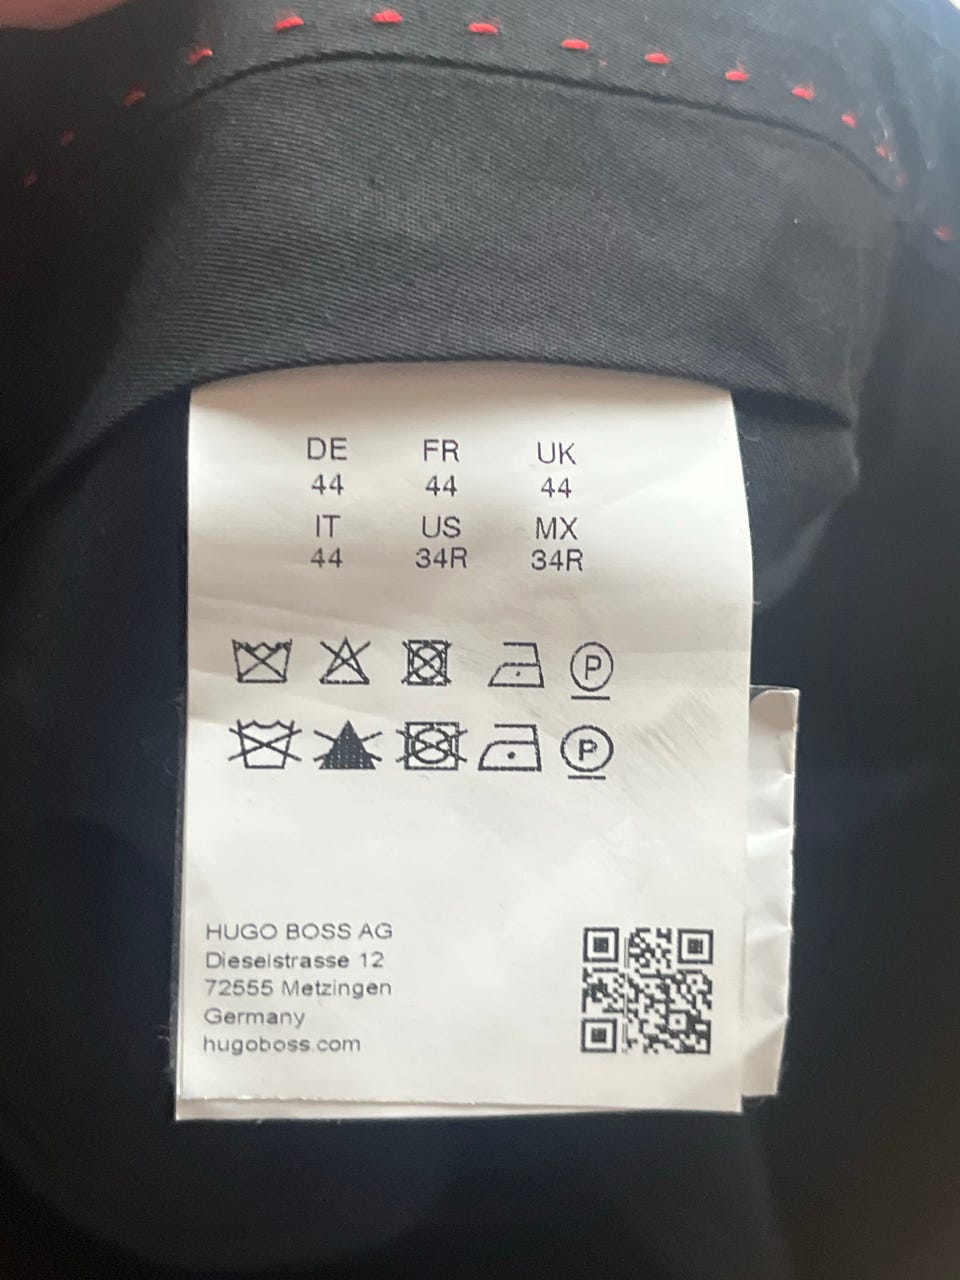 DE FR UK
44 44 44
IT US MX
44 34R 34R
P
P
HUGO BOSS AG
Dieselstrasse 12
72555 Metzingen
Germany
hugoboss.com